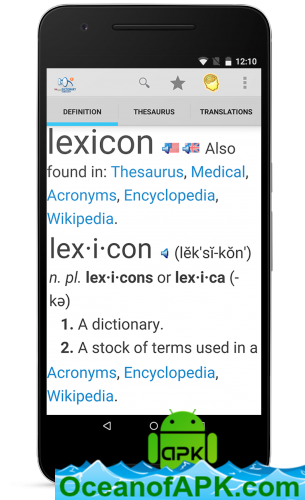 12:10
DEFINITION THESAURUS TRANSLATIONS
lexicon Also
found in: Thesaurus, Medical,
Acronyms, Encyclopedia,
Wikipedia.
lex·i·con (lĕk'sĭ-kŏn')
n. pl. lex·i·cons or lex·i·ca (-
kə)
1. A dictionary.
2. A stock of terms used in a
Acronyms, Encyclopedia,
Wikipedia.
APK
OceanofAPK.com